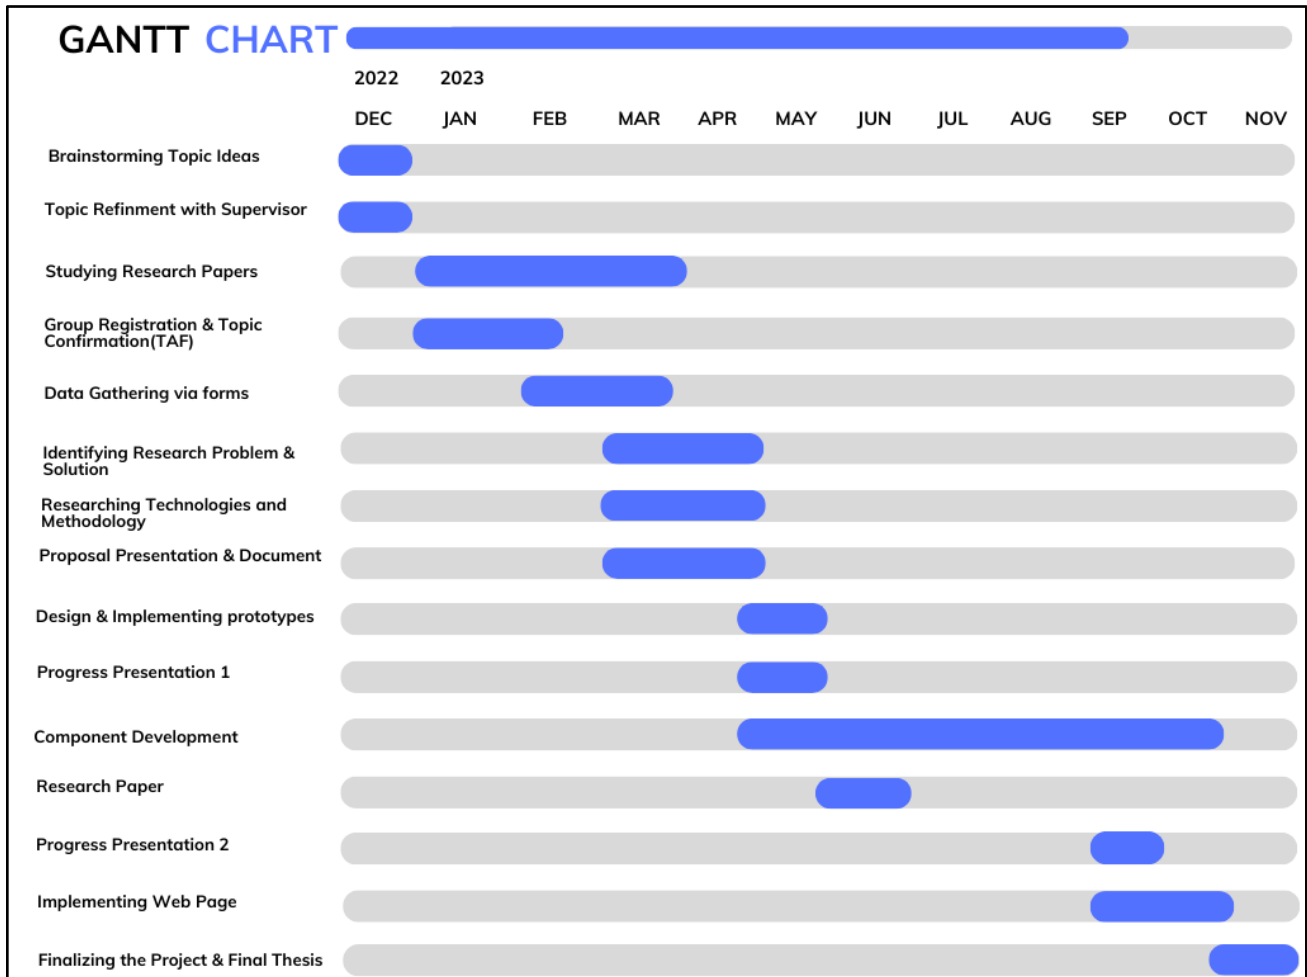 GANTT CHART
2022 2023
DEC JAN FEB MAR APR MAY JUN JUL AUG SEP OCT NOV
Brainstorming Topic Ideas
Topic Refinment with Supervisor
Studying Research Papers
Group Registration & Topic
Confirmation(TAF)
Data Gathering via forms
Identifying Research Problem &
Solution
Researching Technologies and
Methodology
Proposal Presentation & Document
Design & Implementing prototypes
Progress Presentation 1
Component Development
Research Paper
Progress Presentation 2
Implementing Web Page
Finalizing the Project & Final Thesis